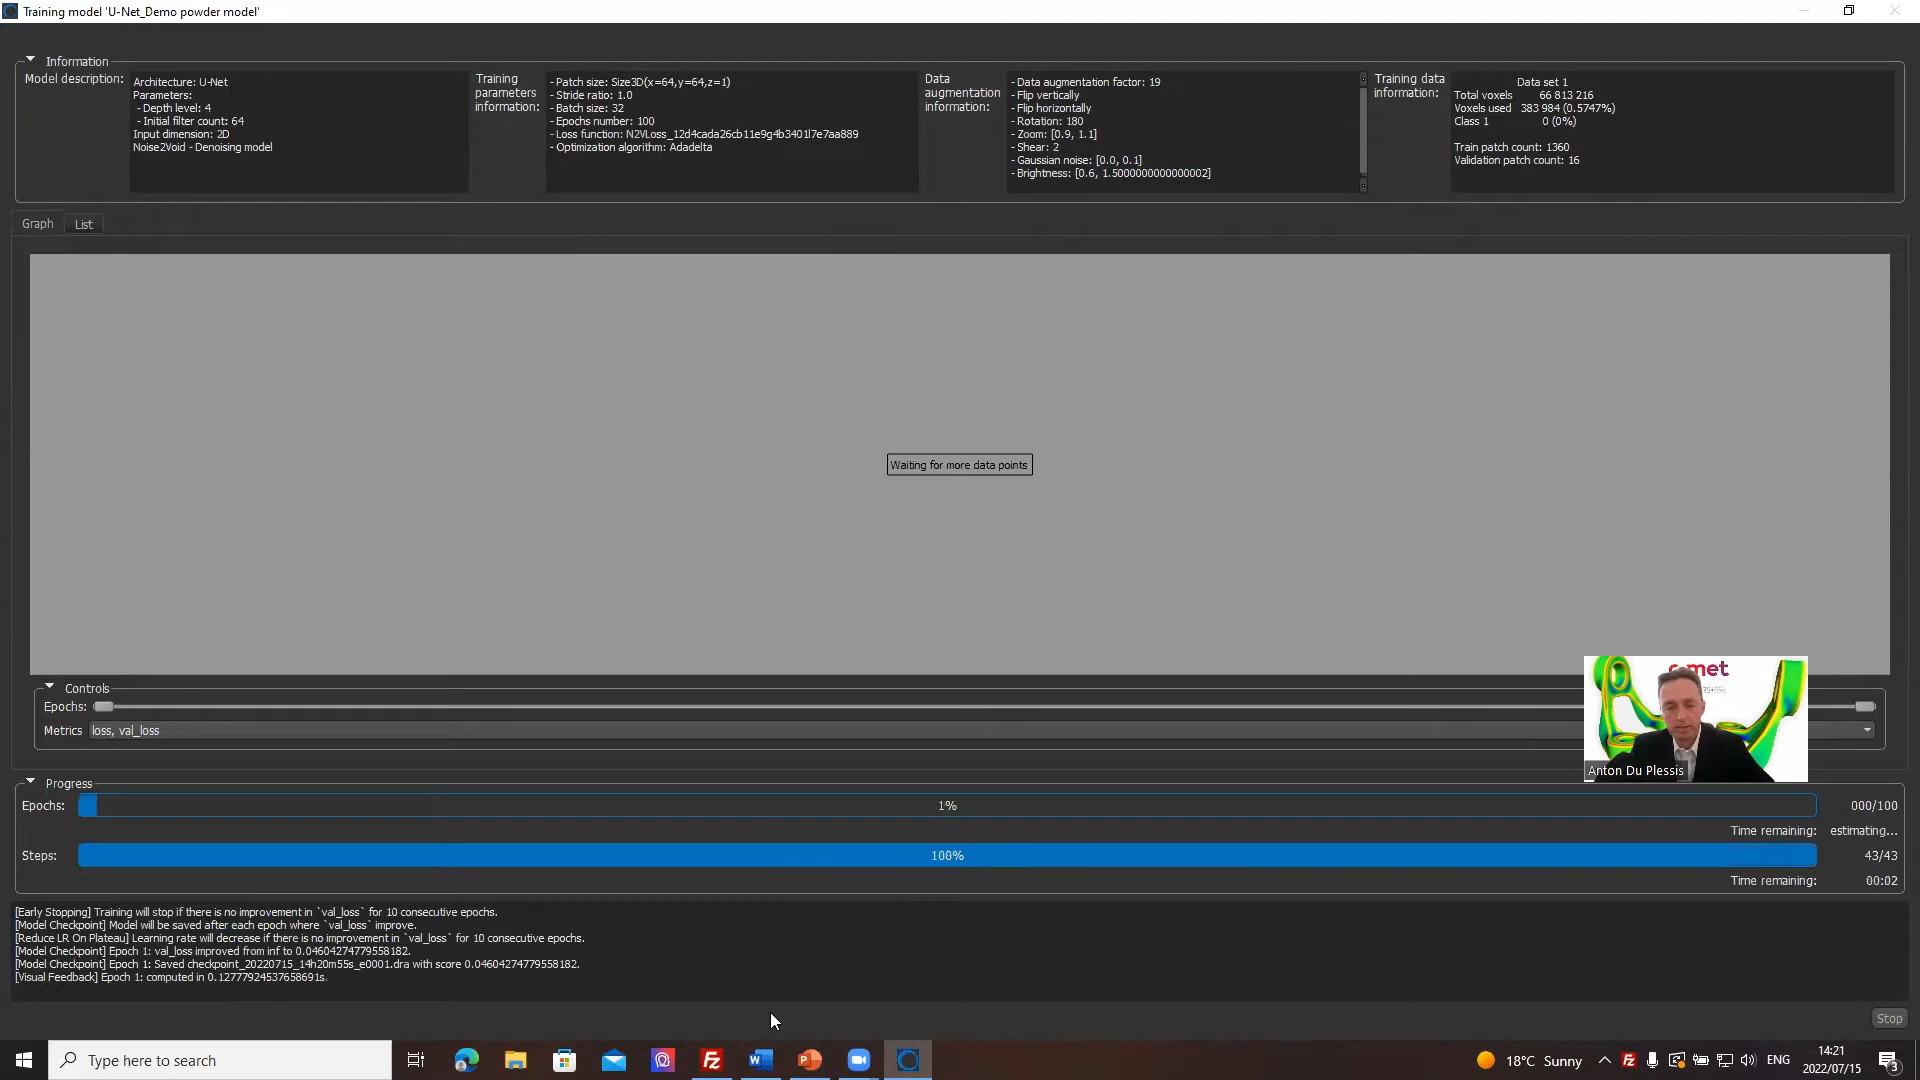 Training model 'U-Net_Demo powder model'
Information
Model description:
Architecture: U-Net
Parameters:
- Depth level: 4
- Initial filter count: 64
Input dimension: 2D
Noise2Void - Denoising model
Training
parameters
information:
- Patch size: Size3D(x=64,y=64,z=1)
- Stride ratio: 1.0
- Batch size: 32
- Epochs number: 100
- Loss function: N2VLoss_12d4cada26cb11e9g4b3401l7e7aa889
- Optimization algorithm: Adadelta
Data
augmentation
information:
- Data augmentation factor: 19
- Flip vertically
- Flip horizontally
- Rotation: 180
- Zoom: [0.9, 1.1]
- Shear: 2
- Gaussian noise: [0.0, 0.1]
- Brightness: [0.6, 1.5000000000000002]
Training data
information:
Data set 1
Total voxels 66 813 216
Voxels used 383 984 (0.5747%)
Class 1 0 (0%)
Train patch count: 1360
Validation patch count: 16
Graph List
Waiting for more data points
Controls
Epochs:
Metrics loss, val_loss
met
Anton Du Plessis
Progress
Epochs: 1% 000/100
Time remaining: estimating...
Steps: 100% 43/43
Time remaining: 00:02
[Early Stopping] Training will stop if there is no improvement in `val_loss` for 10 consecutive epochs.
[Model Checkpoint] Model will be saved after each epoch where `val_loss` improve.
[Reduce LR On Plateau] Learning rate will decrease if there is no improvement in `val_loss` for 10 consecutive epochs.
[Model Checkpoint] Epoch 1: val_loss improved from inf to 0.04604274779558182.
[Model Checkpoint] Epoch 1: Saved checkpoint_20220715_14h20m55s_e0001.dra with score 0.04604274779558182.
[Visual Feedback] Epoch 1: computed in 0.12777924537658691s.
Stop
Type here to search
18°C Sunny
ENG
14:21
2022/07/15
3